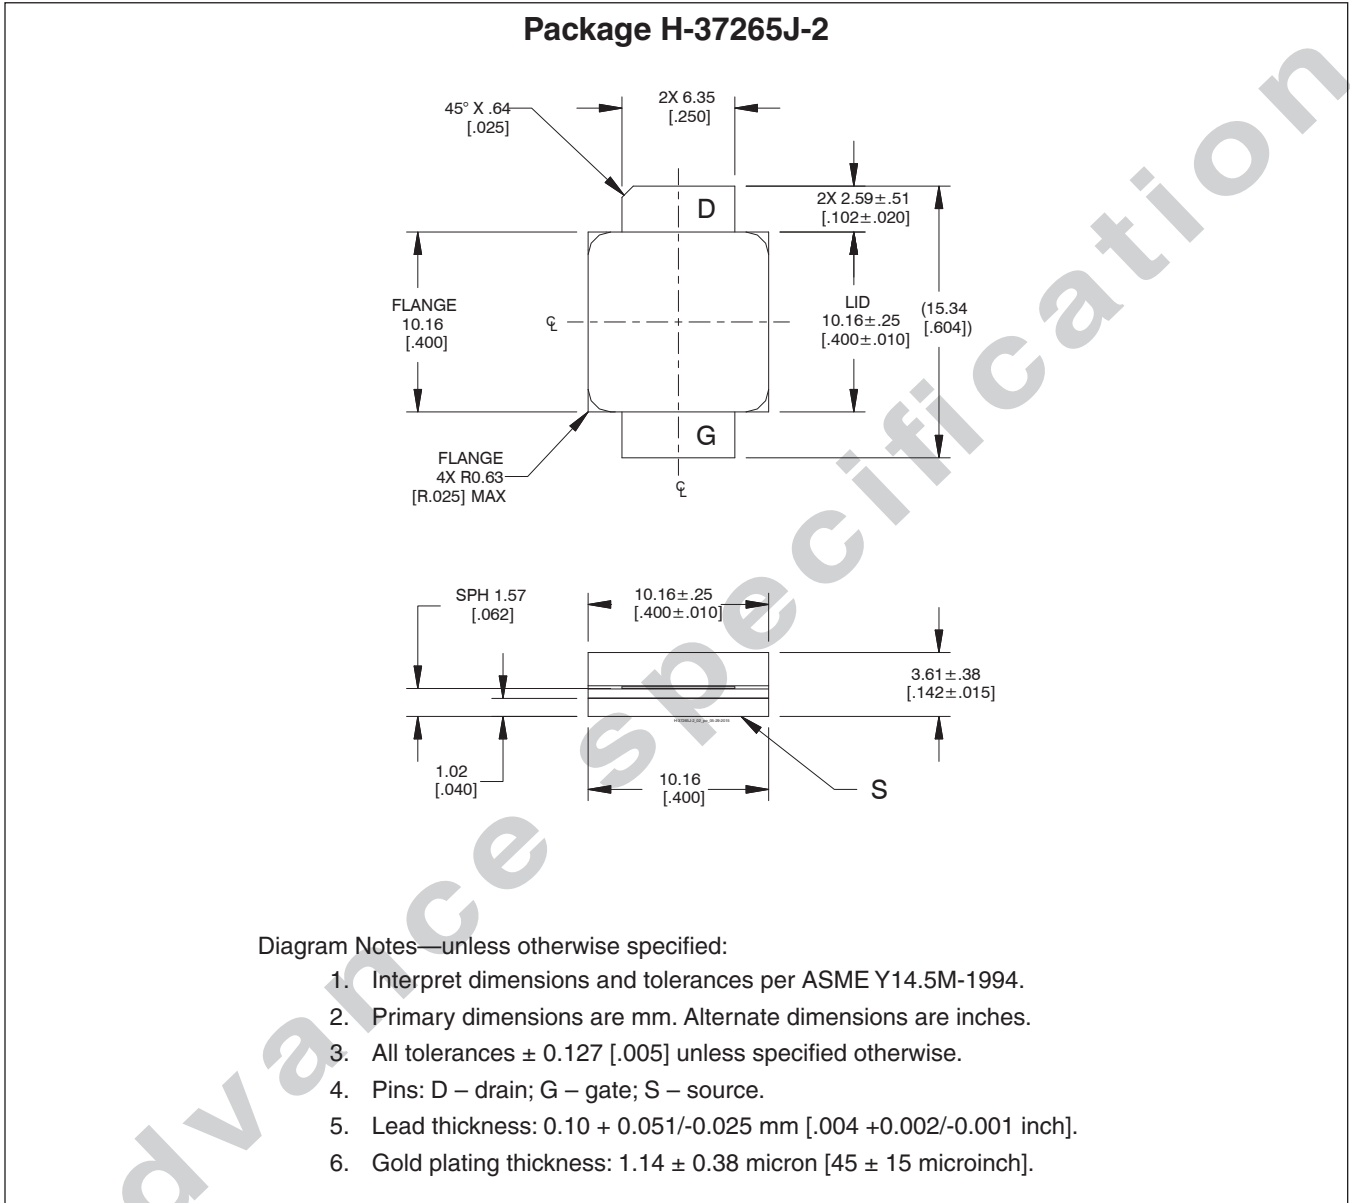 Package H-37265J-2
45° X .64
[.025]
2X 6.35
[.250]
D
2X 2.59±.51
[.102±.020]
FLANGE
10.16
[.400]
LID
10.16±.25
[.400±.010]
(15.34
[.604])
℄
G
FLANGE
4X R0.63
[R.025] MAX
℄
SPH 1.57
[.062]
10.16±.25
[.400±.010]
3.61±.38
[.142±.015]
1.02
[.040]
10.16
[.400]
S
Diagram Notes—unless otherwise specified:
1. Interpret dimensions and tolerances per ASME Y14.5M-1994.
2. Primary dimensions are mm. Alternate dimensions are inches.
3. All tolerances ± 0.127 [.005] unless specified otherwise.
4. Pins: D – drain; G – gate; S – source.
5. Lead thickness: 0.10 + 0.051/-0.025 mm [.004 +0.002/-0.001 inch].
6. Gold plating thickness: 1.14 ± 0.38 micron [45 ± 15 microinch].
dvance specification